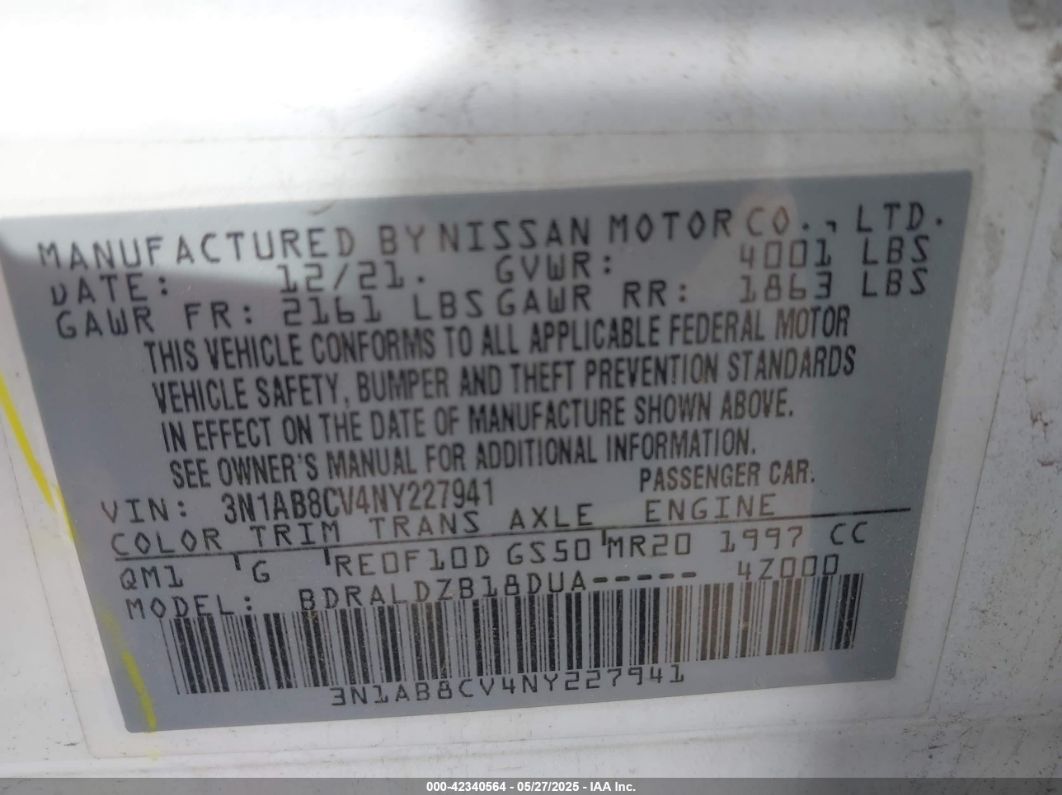 MANUFACTURED BY NISSAN MOTOR CO., LTD.
DATE: 12/21. GVWR: 4001 LBS
GAWR FR: 2161 LBS GAWR RR: 1863 LBS
THIS VEHICLE CONFORMS TO ALL APPLICABLE FEDERAL MOTOR
VEHICLE SAFETY, BUMPER AND THEFT PREVENTION STANDARDS
IN EFFECT ON THE DATE OF MANUFACTURE SHOWN ABOVE.
SEE OWNER'S MANUAL FOR ADDITIONAL INFORMATION.
VIN: 3N1AB8CV4NY227941 PASSENGER CAR.
COLOR TRIM TRANS AXLE ENGINE
QM1 G RE0F10D GS50 MR20 1997 CC
MODEL: BDRALDZB18DUA----- 4Z000
3N1AB8CV4NY227941
000-42340564 - 05/27/2025 - IAA Inc.